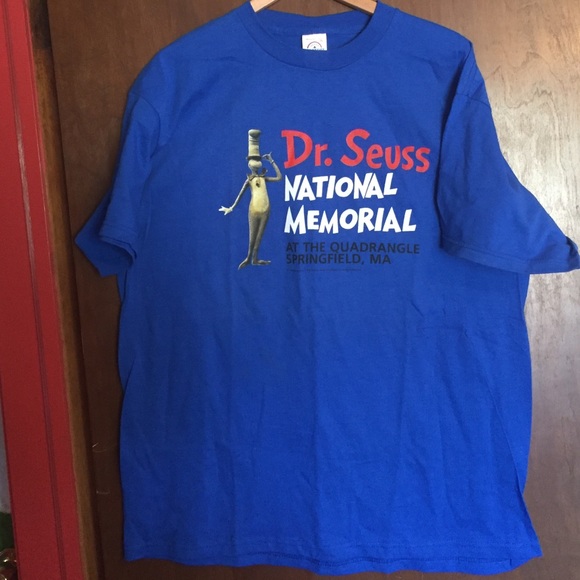 Dr. Seuss
NATIONAL
MEMORIAL
AT THE QUADRANGLE
SPRINGFIELD, MA